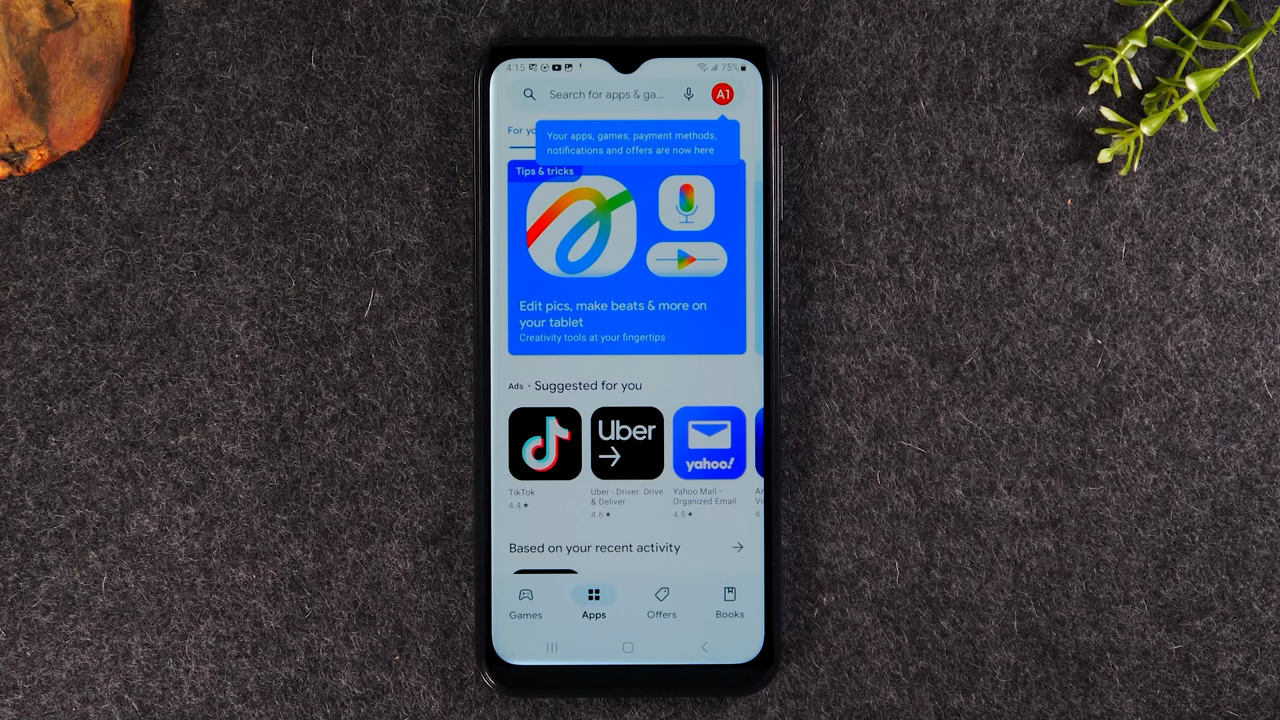 4:15
75%
Search for apps & ga...
A1
For yo
Your apps, games, payment methods,
notifications and offers are now here
Tips & tricks
Edit pics, make beats & more on
your tablet
Creativity tools at your fingertips
Ads · Suggested for you
Uber
yahoo!
TikTok
4.4★
Uber - Driver: Drive
& Deliver
4.6★
Yahoo Mail –
Organized Email
4.5★
4
Based on your recent activity
Games
Apps
Offers
Books